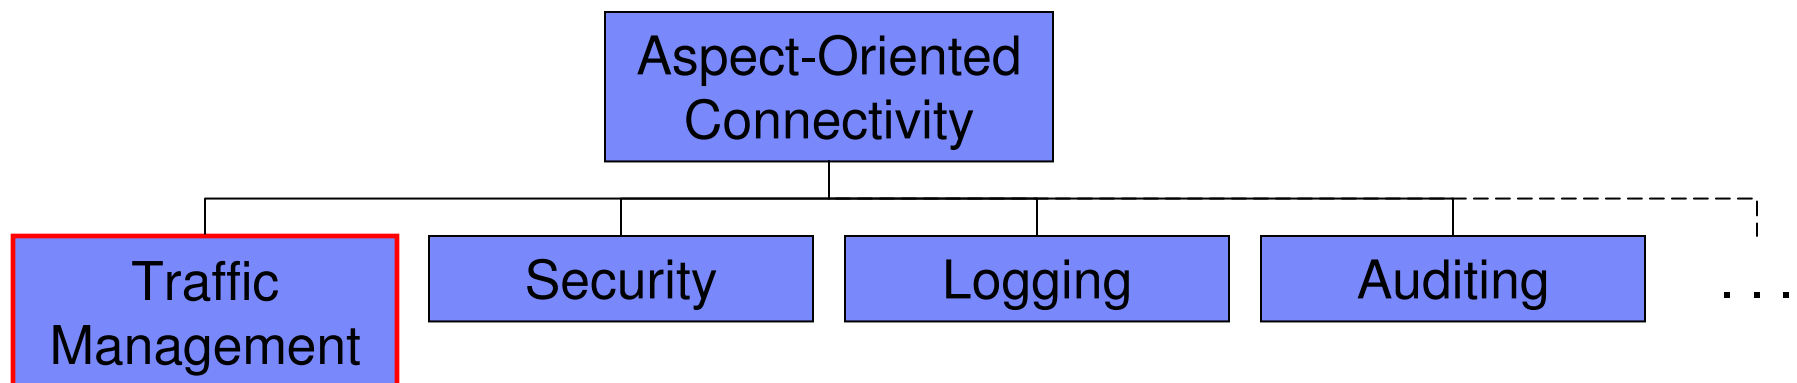 Aspect-Oriented
Connectivity
Traffic
Management
Security
Logging
Auditing
. . .